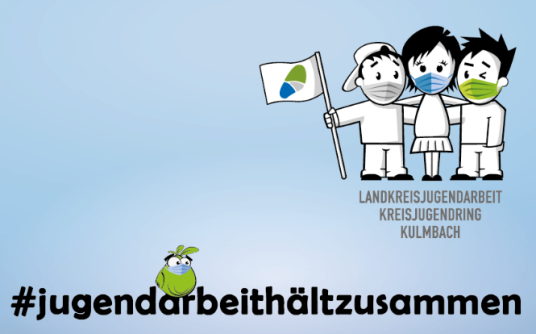 LANDKREISJUGENDARBEIT
KREISJUGENDRING
KULMBACH
#jugendarbeithältzusammen